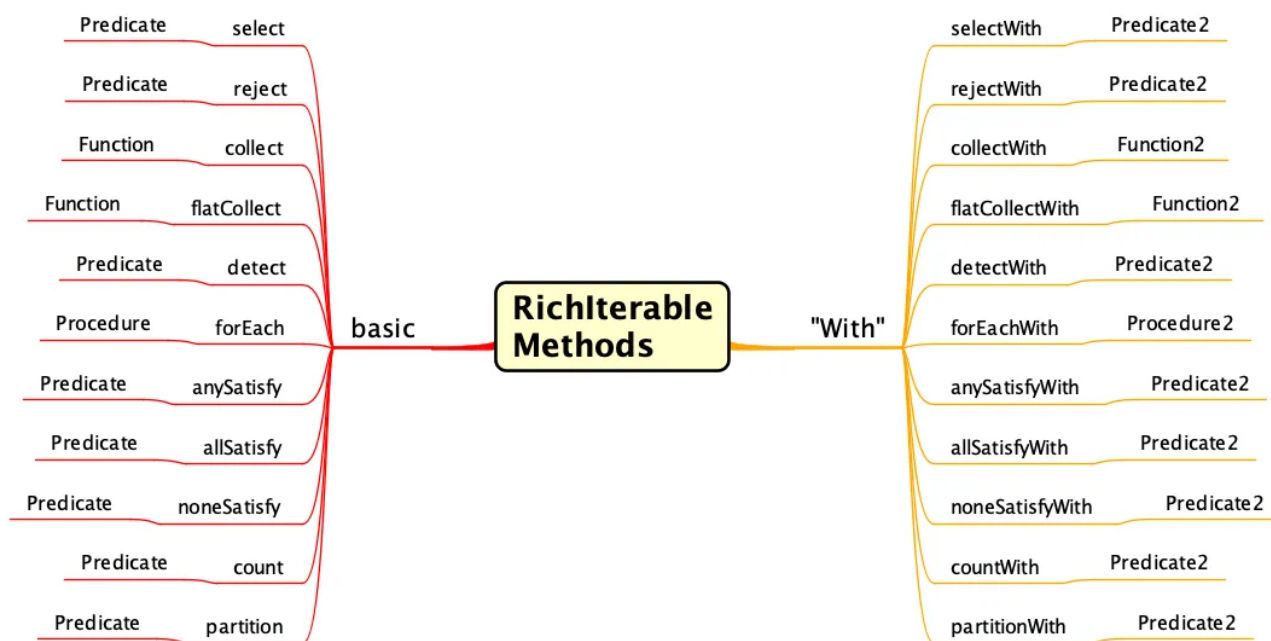 Predicate select
Predicate reject
Function collect
Function flatCollect
Predicate detect
Procedure forEach
Predicate anySatisfy
Predicate allSatisfy
Predicate noneSatisfy
Predicate count
Predicate partition
basic
RichIterable
Methods
"With"
selectWith Predicate2
rejectWith Predicate2
collectWith Function2
flatCollectWith Function2
detectWith Predicate2
forEachWith Procedure2
anySatisfyWith Predicate2
allSatisfyWith Predicate2
noneSatisfyWith Predicate2
countWith Predicate2
partitionWith Predicate2